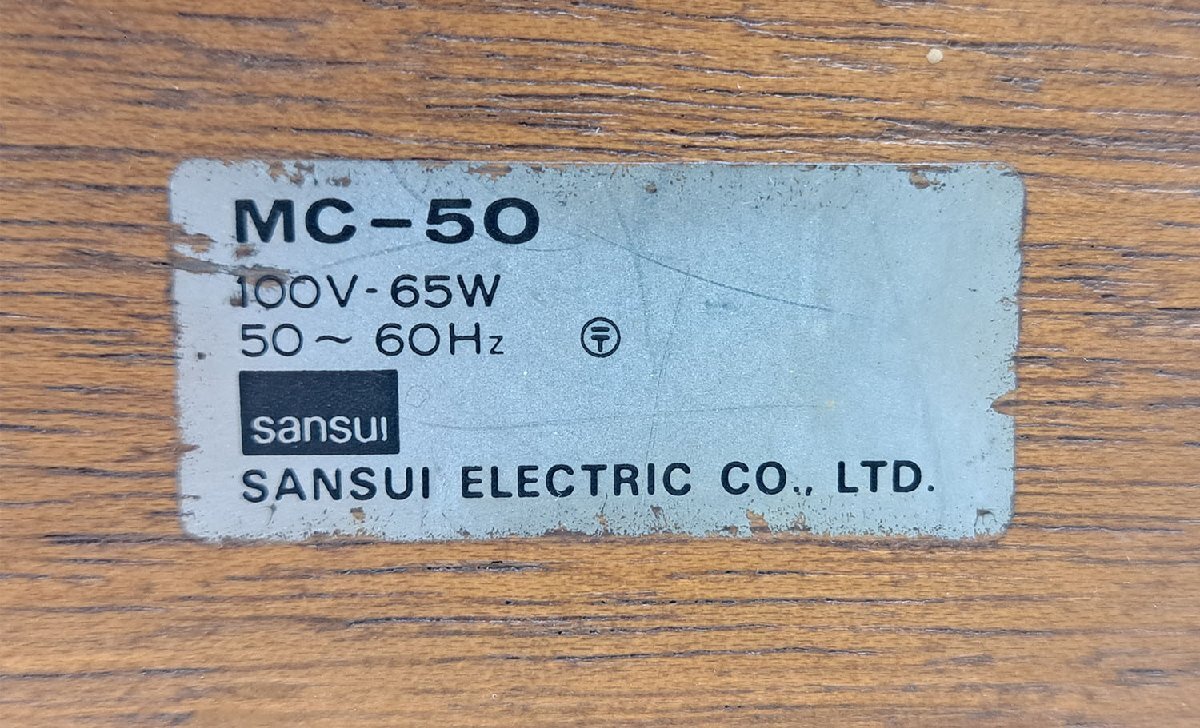 MC-50
100V-65W
50~60Hz 〶
sansui
SANSUI ELECTRIC CO., LTD.